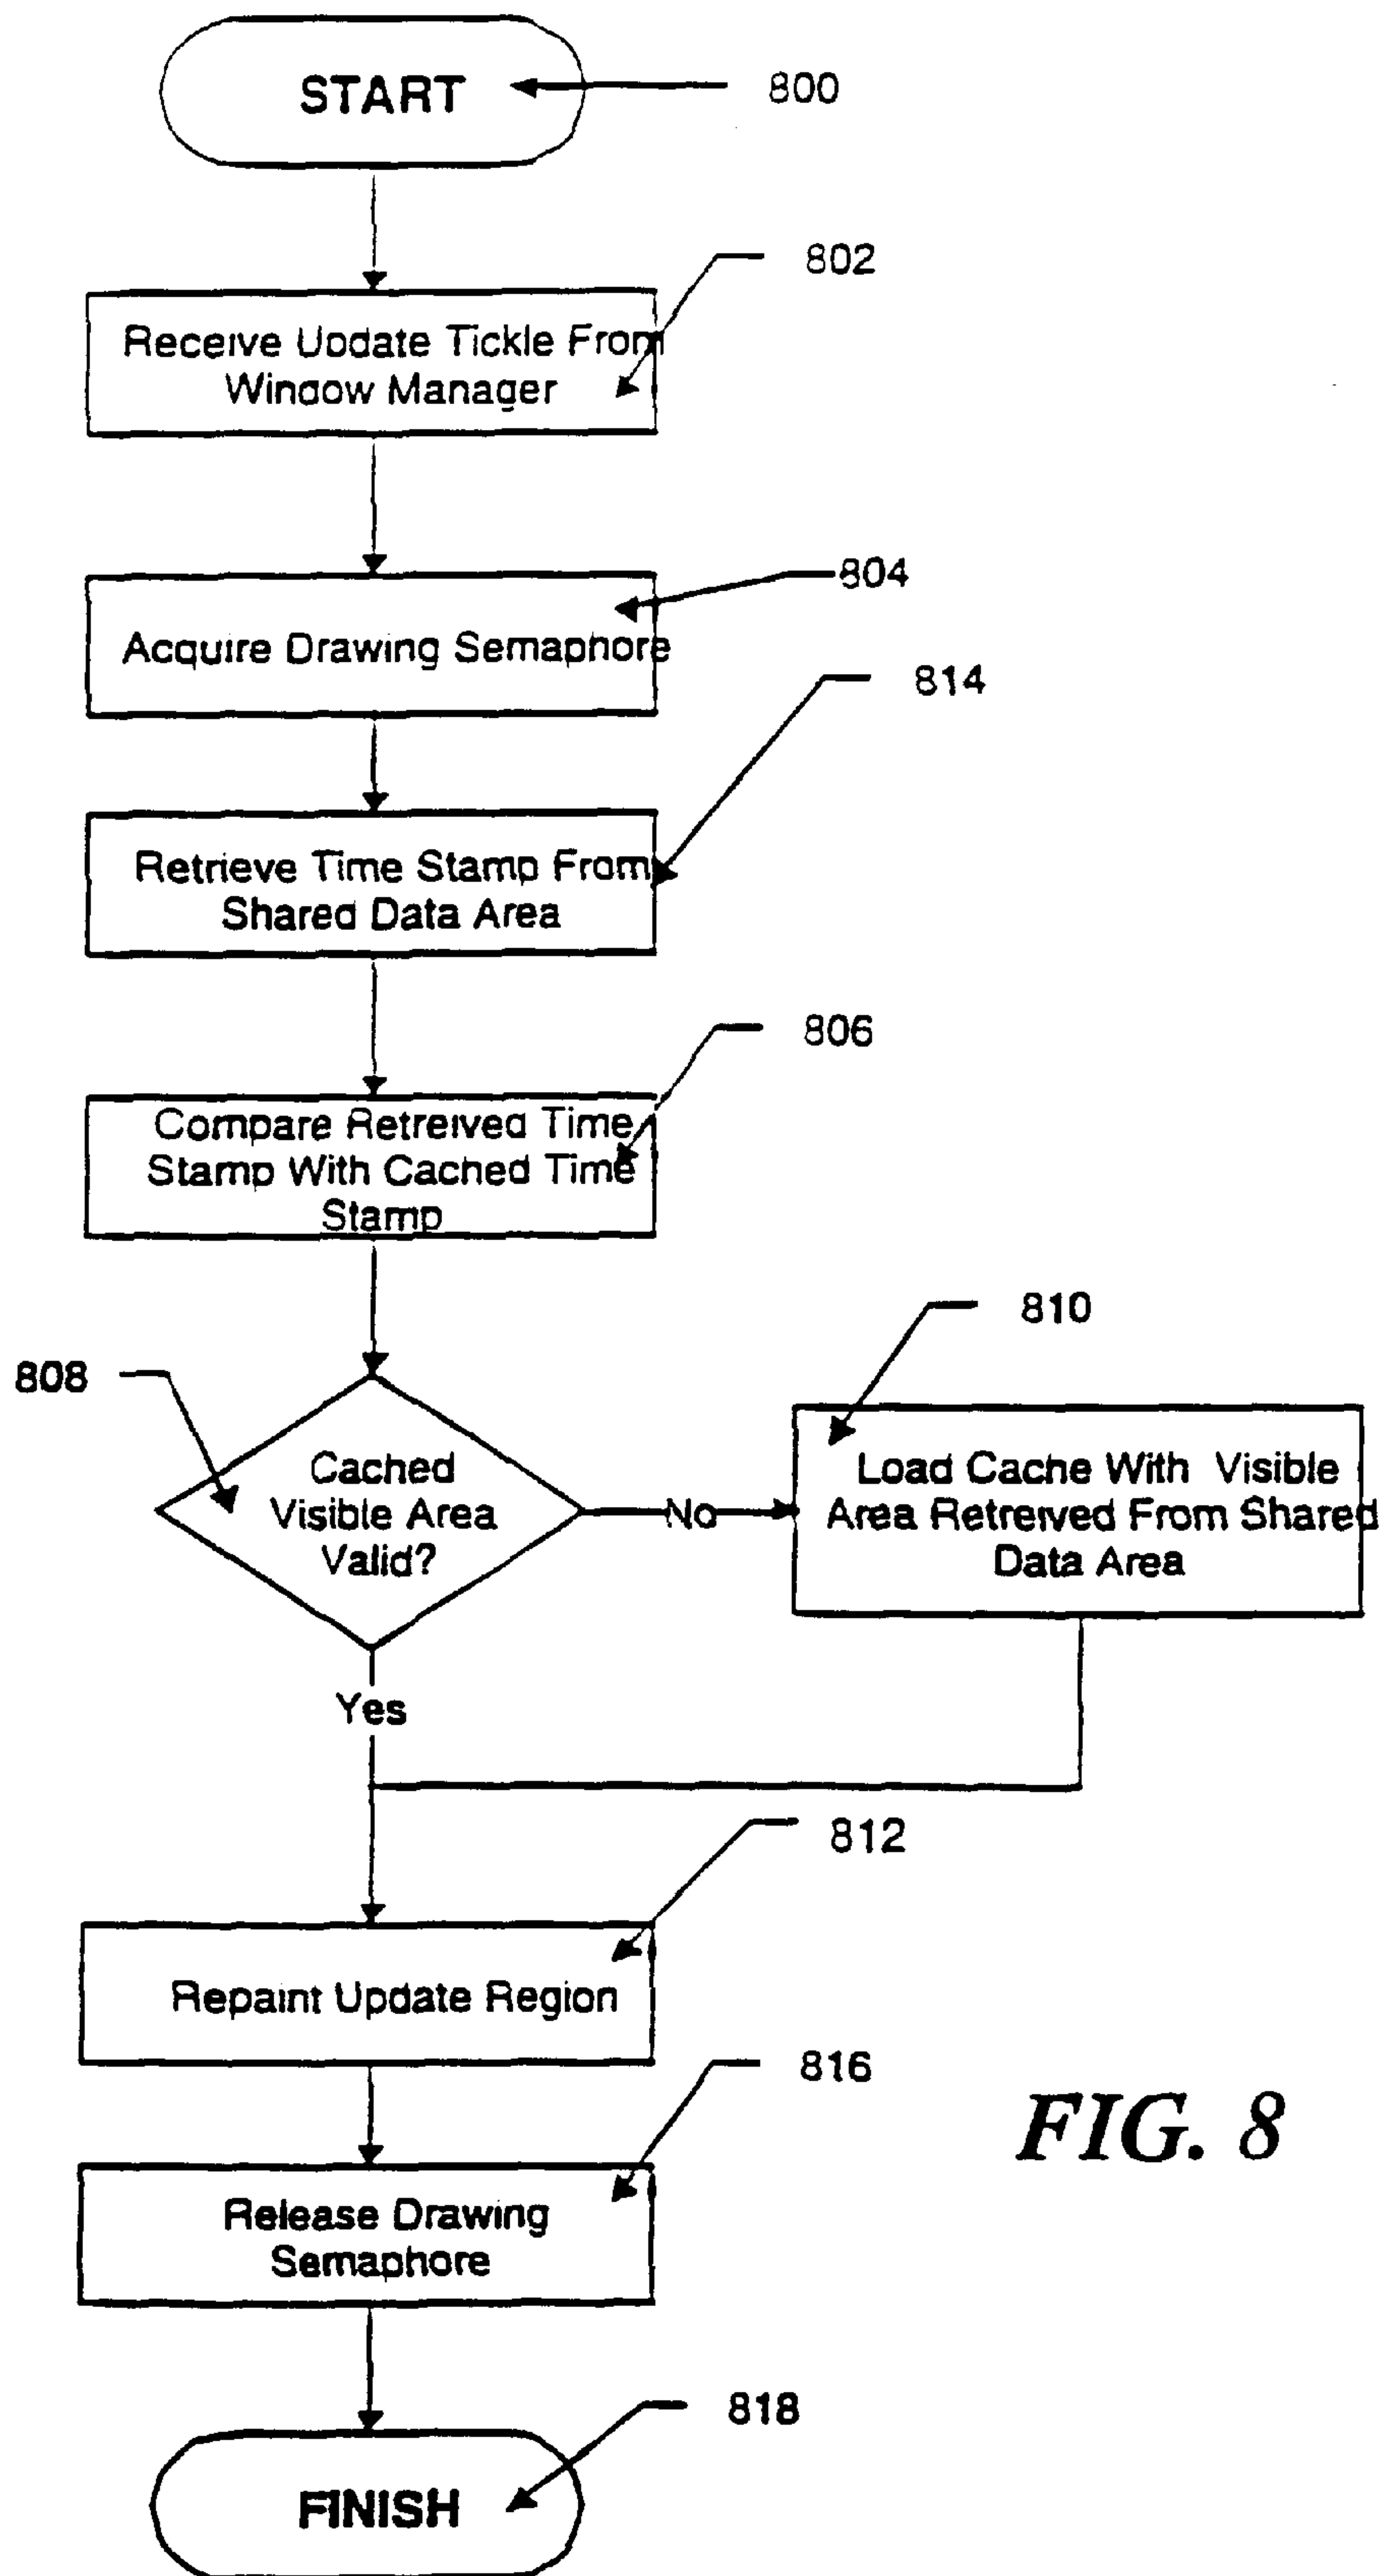 START
800
802
Receive Update Tickle From
Window Manager
804
Acquire Drawing Semaphore
814
Retrieve Time Stamp From
Shared Data Area
806
Compare Retreived Time
Stamp With Cached Time
Stamp
810
808
Cached
Visible Area
Valid?
No
Load Cache With Visible
Area Retreived From Shared
Data Area
Yes
812
Repaint Update Region
816
Release Drawing
Semaphore
FIG. 8
818
FINISH